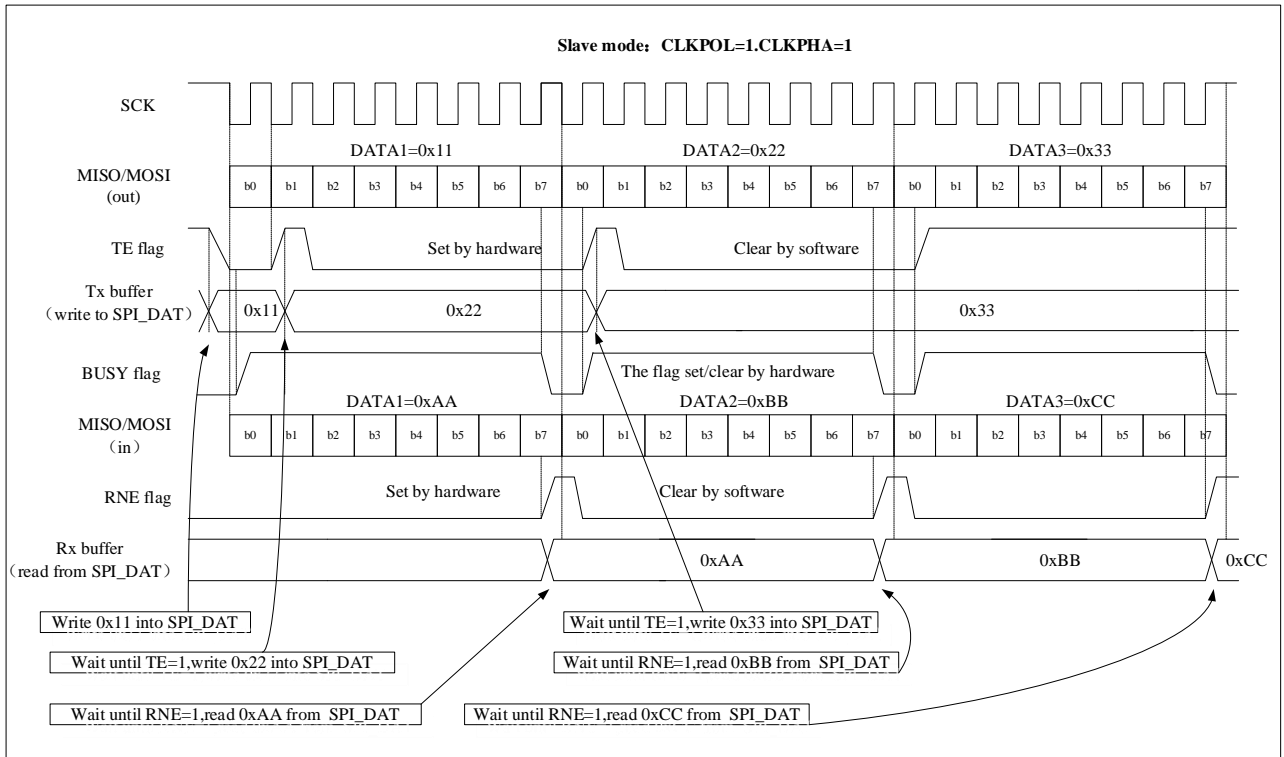 Slave mode：CLKPOL=1.CLKPHA=1
SCK
DATA1=0x11 DATA2=0x22 DATA3=0x33
MISO/MOSI
(out)
b0 b1 b2 b3 b4 b5 b6 b7 b0 b1 b2 b3 b4 b5 b6 b7 b0 b1 b2 b3 b4 b5 b6 b7
TE flag
Set by hardware Clear by software
Tx buffer
（write to SPI_DAT）
0x11 0x22 0x33
BUSY flag
The flag set/clear by hardware
DATA1=0xAA DATA2=0xBB DATA3=0xCC
MISO/MOSI
(in)
b0 b1 b2 b3 b4 b5 b6 b7 b0 b1 b2 b3 b4 b5 b6 b7 b0 b1 b2 b3 b4 b5 b6 b7
RNE flag
Set by hardware Clear by software
Rx buffer
（read from SPI_DAT）
0xAA 0xBB 0xCC
Write 0x11 into SPI_DAT
Wait until TE=1,write 0x33 into SPI_DAT
Wait until TE=1,write 0x22 into SPI_DAT
Wait until RNE=1,read 0xBB from SPI_DAT
Wait until RNE=1,read 0xAA from SPI_DAT
Wait until RNE=1,read 0xCC from SPI_DAT